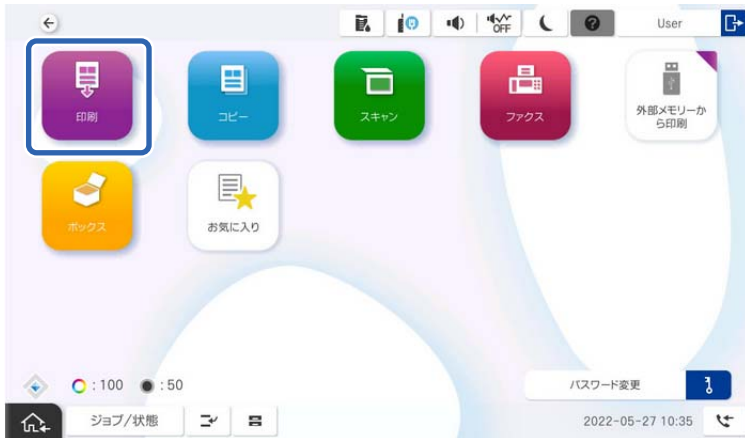 OFF
User
印刷
コピー
スキャン
ファクス
外部メモリーか
ら印刷
ボックス
お気に入り
:100
:50
パスワード変更
ジョブ/状態
2022-05-27 10:35